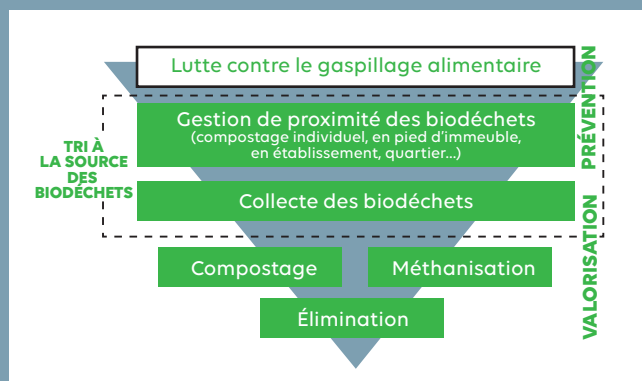 Lutte contre le gaspillage alimentaire
Gestion de proximité des biodéchets
(compostage individuel, en pied d'immeuble,
en établissement, quartier...)
TRI À
LA SOURCE
DES
BIODÉCHETS
Collecte des biodéchets
Compostage
Méthanisation
Élimination
PRÉVENTION
VALORISATION